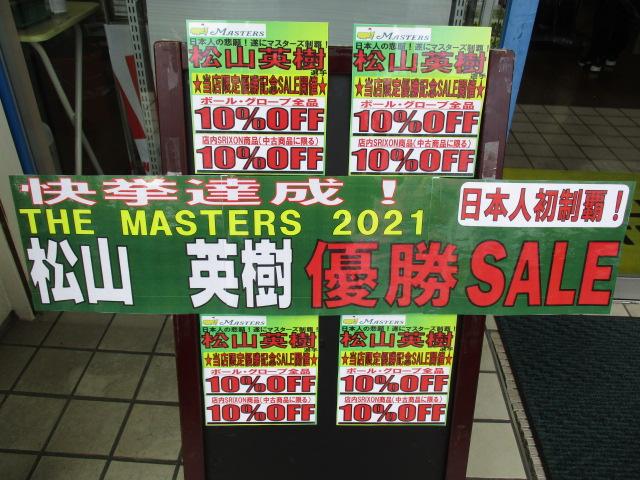 MASTERS
日本人の悲願!遂にマスターズ制覇!
松山英樹
選手
★当店限定優勝記念SALE開催★
ボール・グローブ全品
10%OFF
店内SRIXON商品(中古商品に限る)
10%OFF
MASTERS
日本人の悲願!遂にマスターズ制覇!
松山英樹
選手
★当店限定優勝記念SALE開催★
ボール・グローブ全品
10%OFF
店内SRIXON商品(中古商品に限る)
10%OFF
快挙達成!
日本人初制覇!
THE MASTERS 2021
松山 英樹 優勝SALE
MASTERS
日本人の悲願!遂にマスターズ制覇!
松山英樹
選手
★当店限定優勝記念SALE開催★
ボール・グローブ全品
10%OFF
店内SRIXON商品(中古商品に限る)
10%OFF
MASTERS
日本人の悲願!遂にマスターズ制覇!
松山英樹
選手
★当店限定優勝記念SALE開催★
ボール・グローブ全品
10%OFF
店内SRIXON商品(中古商品に限る)
10%OFF